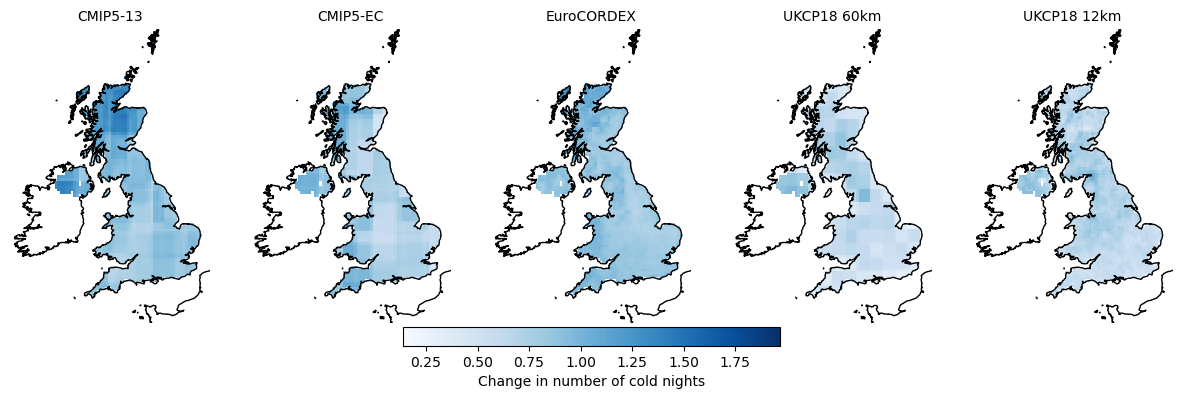 CMIP5-13 CMIP5-EC EuroCORDEX UKCP18 60km UKCP18 12km
0.25 0.50 0.75 1.00 1.25 1.50 1.75
Change in number of cold nights